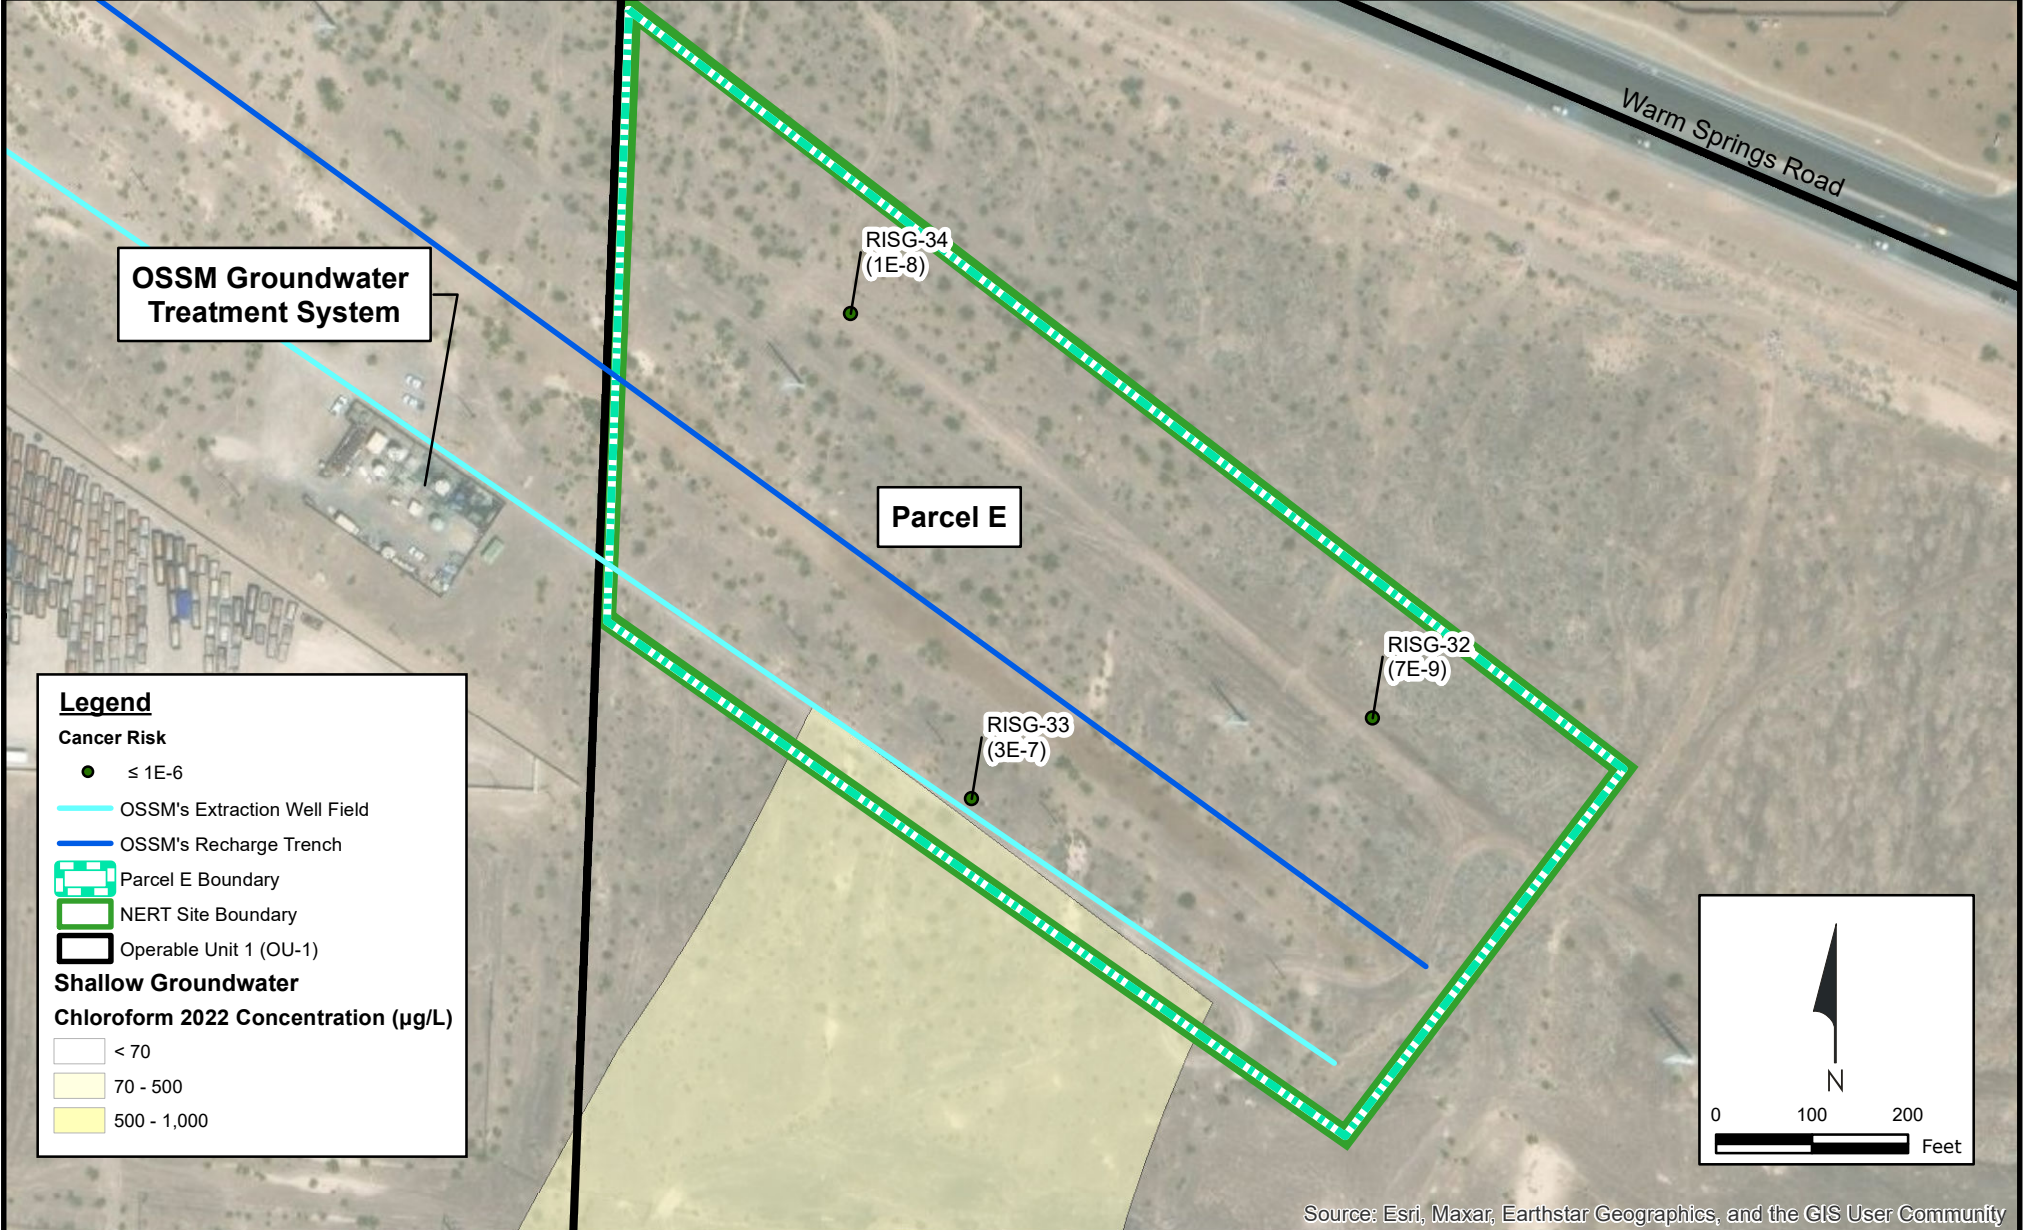 Warm Springs Road
RISG-34
(1E-8)
OSSM Groundwater
Treatment System
Parcel E
RISG-32
(7E-9)
RISG-33
(3E-7)
Legend
Cancer Risk
≤ 1E-6
OSSM's Extraction Well Field
OSSM's Recharge Trench
Parcel E Boundary
NERT Site Boundary
Operable Unit 1 (OU-1)
Shallow Groundwater
Chloroform 2022 Concentration (µg/L)
< 70
70 - 500
500 - 1,000
N
0 100 200
Feet
Source: Esri, Maxar, Earthstar Geographics, and the GIS User Community